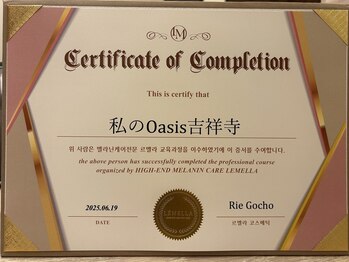 LM
Certificate of Completion
This is certify that
私のOasis吉祥寺
위 사람은 멜라닌케어전문 르멜라 교육과정을 이수하였기에 이 증서를 수여합니다.
the above person has successfully completed the professional course
organized by HIGH-END MELANIN CARE LEMELLA
2025.06.19
DATE
LEMELLA
Rie Gocho
르멜라 코스메틱